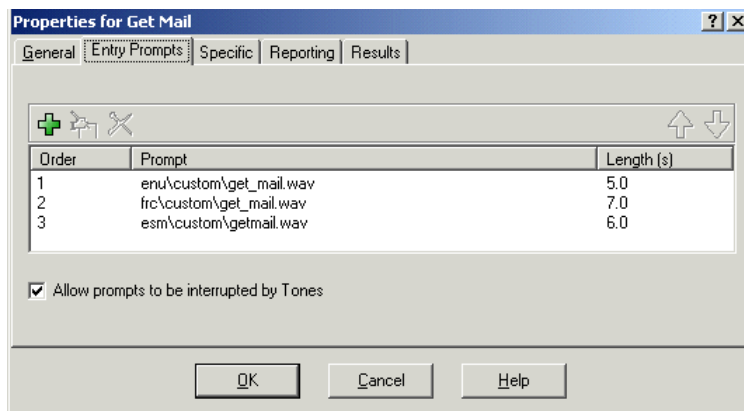 Properties for Get Mail
General Entry Prompts Specific Reporting Results
Order Prompt Length (s)
1 enu\custom\get_mail.wav 5.0
2 frc\custom\get_mail.wav 7.0
3 esm\custom\getmail.wav 6.0
Allow prompts to be interrupted by Tones
OK Cancel Help